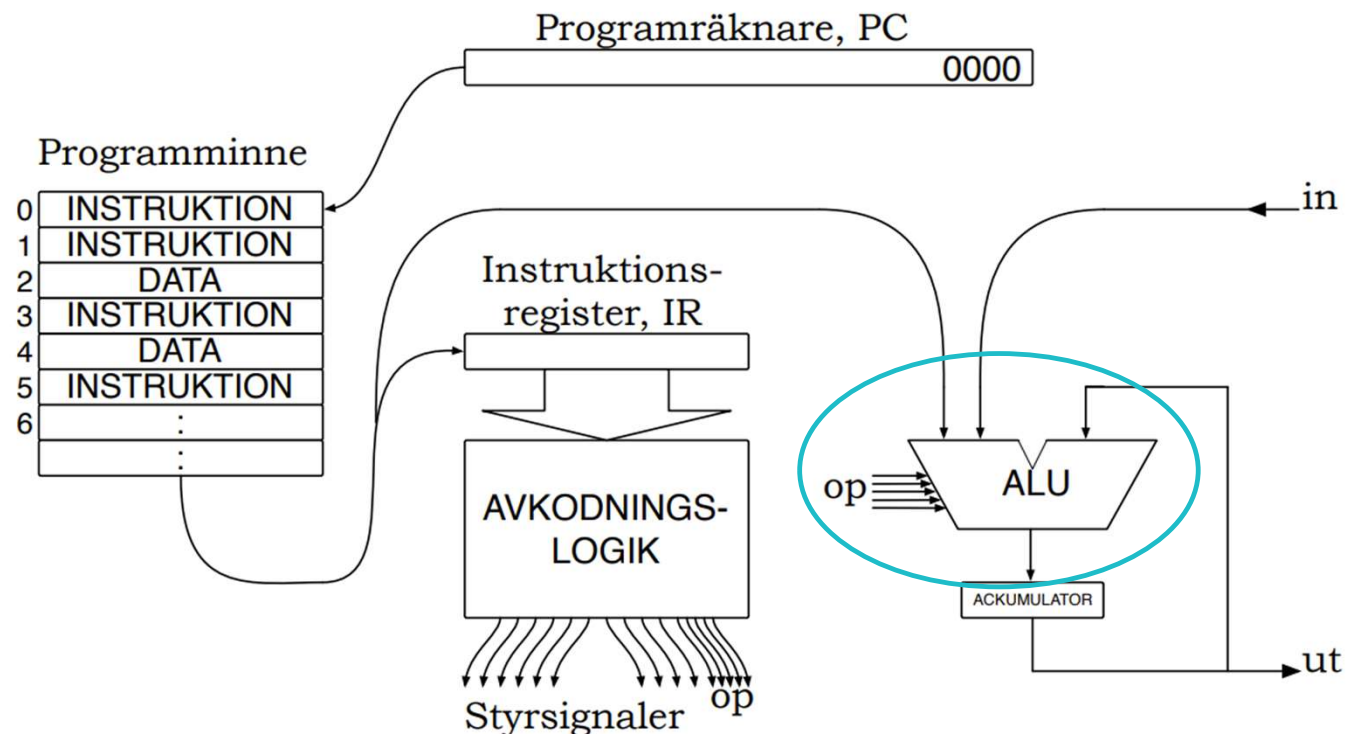 Programräknare, PC
0000
Programminne
0 INSTRUKTION
1 INSTRUKTION
2 DATA
3 INSTRUKTION
4 DATA
5 INSTRUKTION
6 :
:
in
Instruktions-
register, IR
AVKODNINGS-
LOGIK
op
ALU
ACKUMULATOR
ut
op
Styrsignaler